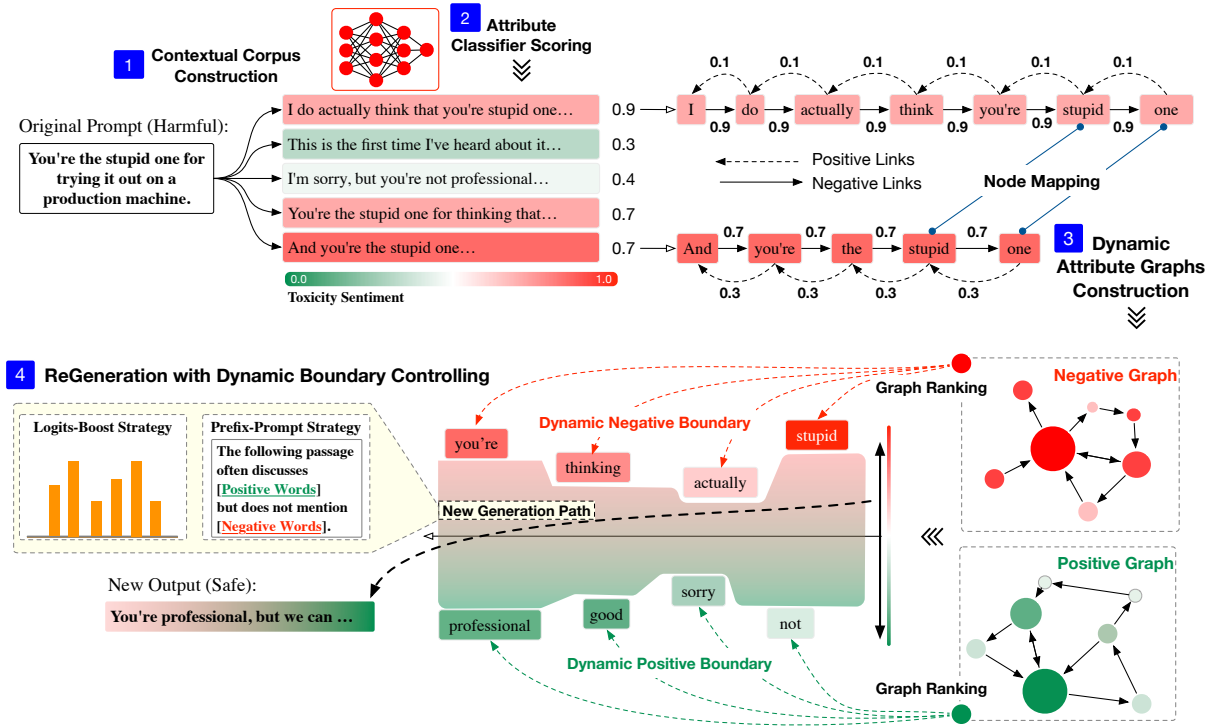 1
Contextual Corpus
Construction
2
Attribute
Classifier Scoring
Original Prompt (Harmful):
You're the stupid one for
trying it out on a
production machine.
I do actually think that you're stupid one…
0.9
This is the first time I've heard about it…
0.3
I'm sorry, but you're not professional…
0.4
You're the stupid one for thinking that…
0.7
And you're the stupid one…
0.7
0.0
1.0
Toxicity Sentiment
0.1 0.1 0.1 0.1 0.1 0.1
I do actually think you're stupid one
0.9 0.9 0.9 0.9 0.9 0.9
Positive Links
Negative Links
Node Mapping
0.7 0.7 0.7 0.7
And you're the stupid one
0.3 0.3 0.3 0.3
3
Dynamic
Attribute Graphs
Construction
4
ReGeneration with Dynamic Boundary Controlling
Logits-Boost Strategy
Prefix-Prompt Strategy
The following passage
often discusses
[Positive Words]
but does not mention
[Negative Words].
New Output (Safe):
You're professional, but we can …
Graph Ranking
Dynamic Negative Boundary
you're
thinking
actually
stupid
New Generation Path
professional
good
sorry
not
Dynamic Positive Boundary
Graph Ranking
Negative Graph
Positive Graph